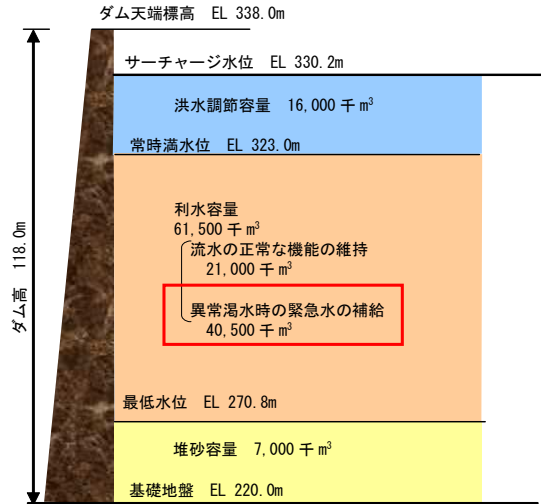 ダム天端標高 EL 338.0m
サーチャージ水位 EL 330.2m
洪水調節容量 16,000 千m³
常時満水位 EL 323.0m
利水容量
61,500 千m³
流水の正常な機能の維持
21,000 千m³
異常渇水時の緊急水の補給
40,500 千m³
ダム高 118.0m
最低水位 EL 270.8m
堆砂容量 7,000 千m³
基礎地盤 EL 220.0m